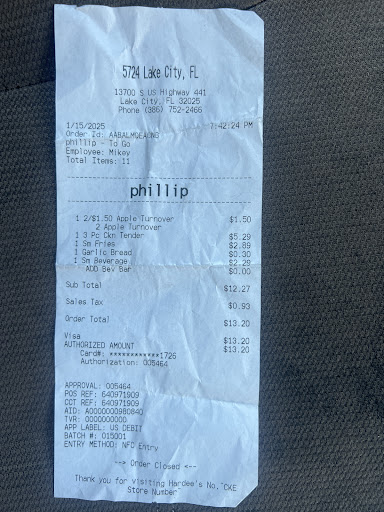 5724 Lake City, FL
13700 S US Highway 441
Lake City, FL 32025
Phone (386) 752-2466
1/15/2025 7:42:24 PM
Order Id:
phillip - To Go
Employee: Mikey
Total Items: 11
phillip
1 2/$1.50 Apple Turnover $1.50
2 Apple Turnover
1 3 Pc Ckn Tender $5.29
1 Sm Fries $2.89
1 Garlic Bread $0.30
1 Sm Beverage $2.29
ADD Bev Bar $0.00
Sub Total $12.27
Sales Tax $0.93
Order Total $13.20
Visa $13.20
AUTHORIZED AMOUNT $13.20
Card#: ************1726
Authorization: 005464
APPROVAL: 005464
POS REF: 640971909
CCT REF: 640971909
AID: A0000000980840
TVR: 0000000000
APP LABEL: US DEBIT
BATCH #: 015001
ENTRY METHOD: NFC Entry
--> Order Closed <--
Thank you for visiting Hardee's No. CKE
Store Number